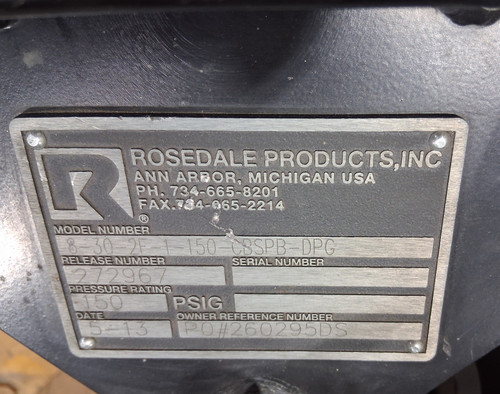 R
®
ROSEDALE PRODUCTS,INC
ANN ARBOR, MICHIGAN USA
PH. 734-665-8201
FAX.734-665-2214
MODEL NUMBER
8-30-2F-1-150-CBSPB-DPG
RELEASE NUMBER SERIAL NUMBER
272967
PRESSURE RATING
150 PSIG
DATE OWNER REFERENCE NUMBER
5-13 PO#260295DS